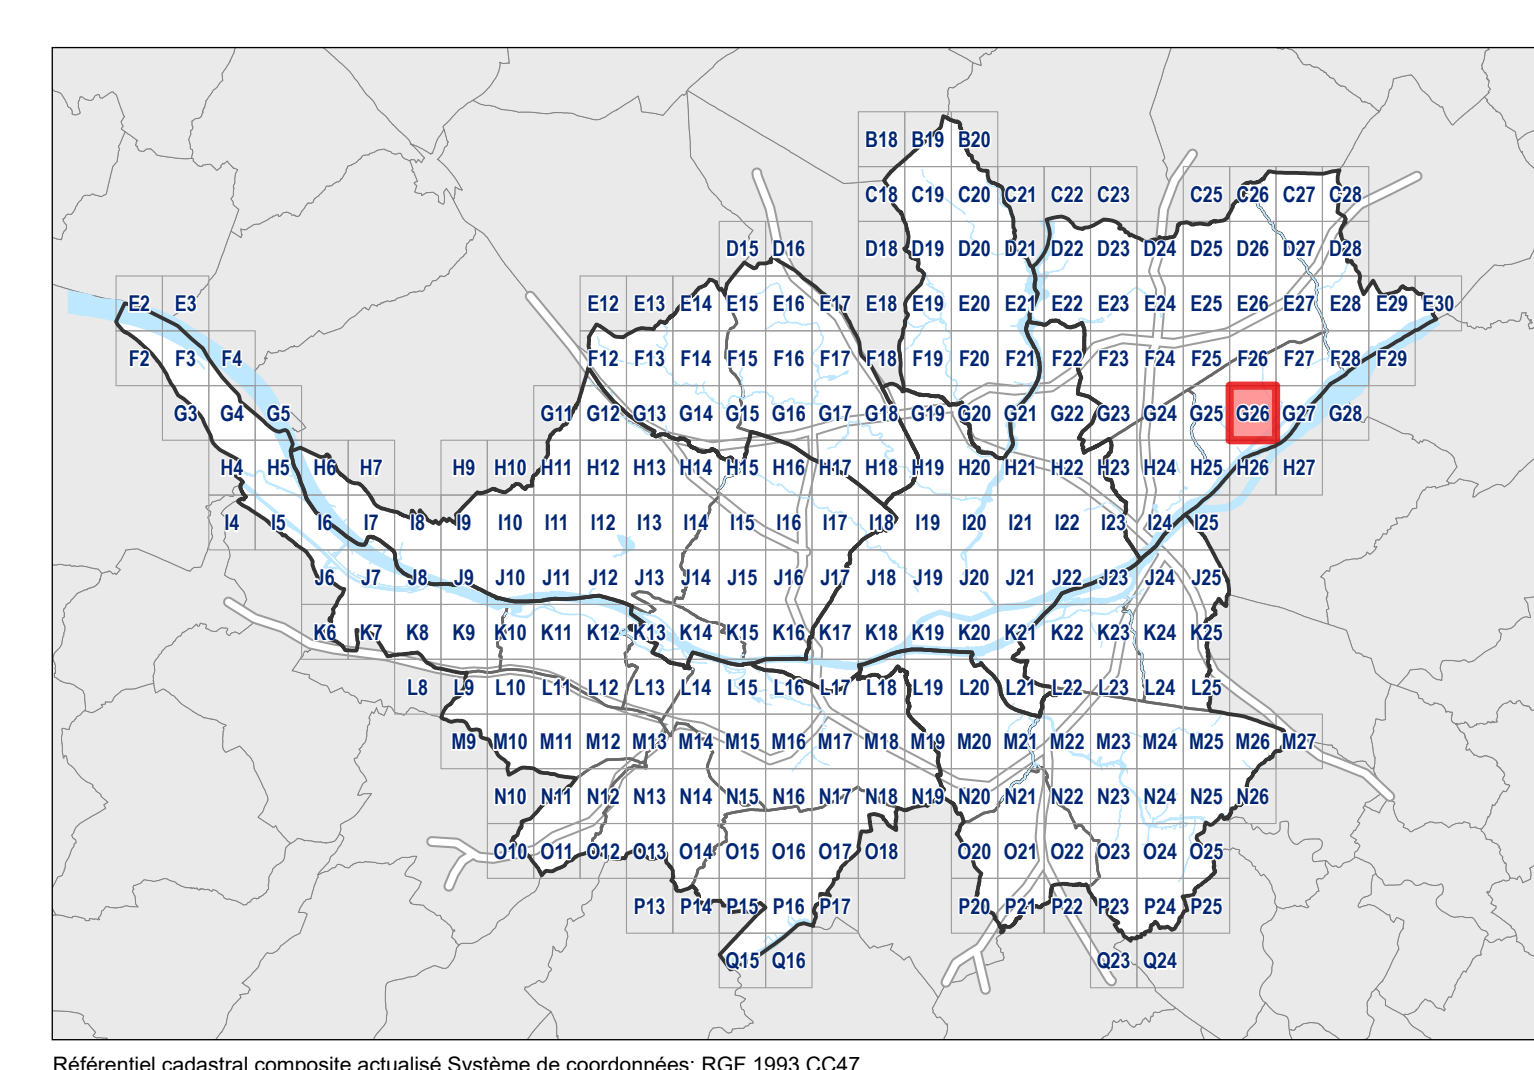 B18 B19 B20
C18 C19 C20 C21 C22 C23 C25 C26 C27 C28
D15 D16 D18 D19 D20 D21 D22 D23 D24 D25 D26 D27 D28
E2 E3 E12 E13 E14 E15 E16 E17 E18 E19 E20 E21 E22 E23 E24 E25 E26 E27 E28 E29 E30
F2 F3 F4 F12 F13 F14 F15 F16 F17 F18 F19 F20 F21 F22 F23 F24 F25 F26 F27 F28 F29
G3 G4 G5 G11 G12 G13 G14 G15 G16 G17 G18 G19 G20 G21 G22 G23 G24 G25 G26 G27 G28
H4 H5 H6 H7 H9 H10 H11 H12 H13 H14 H15 H16 H17 H18 H19 H20 H21 H22 H23 H24 H25 H26 H27
I4 I5 I6 I7 I8 I9 I10 I11 I12 I13 I14 I15 I16 I17 I18 I19 I20 I21 I22 I23 I24 I25
J6 J7 J8 J9 J10 J11 J12 J13 J14 J15 J16 J17 J18 J19 J20 J21 J22 J23 J24 J25
K6 K7 K8 K9 K10 K11 K12 K13 K14 K15 K16 K17 K18 K19 K20 K21 K22 K23 K24 K25
L8 L9 L10 L11 L12 L13 L14 L15 L16 L17 L18 L19 L20 L21 L22 L23 L24 L25
M9 M10 M11 M12 M13 M14 M15 M16 M17 M18 M19 M20 M21 M22 M23 M24 M25 M26 M27
N10 N11 N12 N13 N14 N15 N16 N17 N18 N19 N20 N21 N22 N23 N24 N25 N26
O10 O11 O12 O13 O14 O15 O16 O17 O18 O20 O21 O22 O23 O24 O25
P13 P14 P15 P16 P17 P20 P21 P22 P23 P24 P25
Q15 Q16 Q23 Q24
Référentiel cadastral composite actualisé Système de coordonnées: RGF 1993 CC47